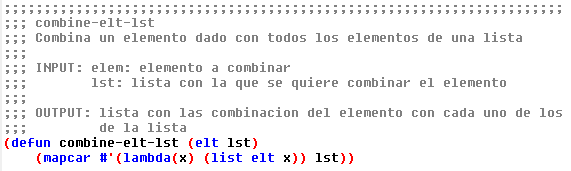 ;;;;;;;;;;;;;;;;;;;;;;;;;;;;;;;;;;;;;;;;;;;;;;;;;;;;;;;;;;;;;;;;;;;;;;;;;
;;; combine-elt-lst
;;; Combina un elemento dado con todos los elementos de una lista
;;;
;;; INPUT: elem: elemento a combinar
;;;        lst: lista con la que se quiere combinar el elemento
;;;
;;; OUTPUT: lista con las combinacion del elemento con cada uno de los
;;;         de la lista
(defun combine-elt-lst (elt lst)
    (mapcar #'(lambda(x) (list elt x)) lst))